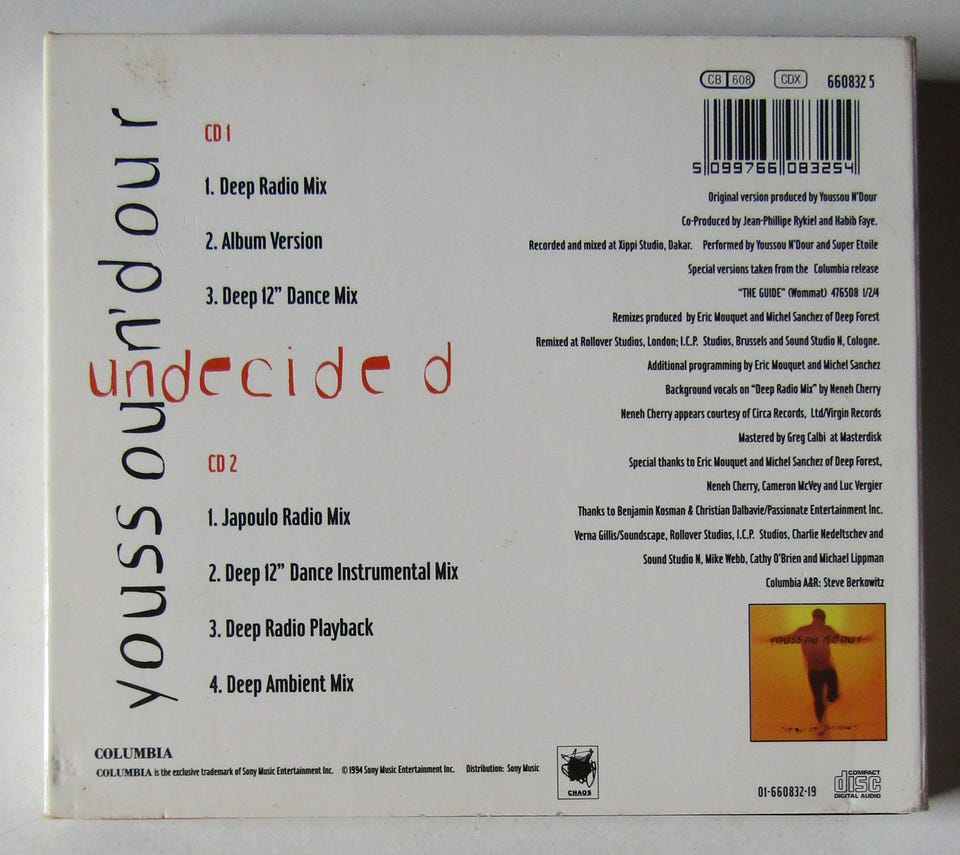 youssou n'dour
undecided
CD 1
1. Deep Radio Mix
2. Album Version
3. Deep 12” Dance Mix
CD 2
1. Japoulo Radio Mix
2. Deep 12” Dance Instrumental Mix
3. Deep Radio Playback
4. Deep Ambient Mix
CB 608 CDX 660832 5
5 099766 083254
Original version produced by Youssou N'Dour
Co-Produced by Jean-Phillipe Rykiel and Habib Faye.
Recorded and mixed at Xippi Studio, Dakar. Performed by Youssou N'Dour and Super Etoile
Special versions taken from the Columbia release
“THE GUIDE” (Wommat) 476508 1/2/4
Remixes produced by Eric Mouquet and Michel Sanchez of Deep Forest
Remixed at Rollover Studios, London; I.C.P. Studios, Brussels and Sound Studio N, Cologne.
Additional programming by Eric Mouquet and Michel Sanchez
Background vocals on “Deep Radio Mix” by Neneh Cherry
Neneh Cherry appears courtesy of Circa Records, Ltd/Virgin Records
Mastered by Greg Calbi at Masterdisk
Special thanks to Eric Mouquet and Michel Sanchez of Deep Forest,
Neneh Cherry, Cameron McVey and Luc Vergier
Thanks to Benjamin Kosman & Christian Dalbavie/Passionate Entertainment Inc.
Verna Gillis/Soundscape, Rollover Studios, I.C.P. Studios, Charlie Nedeltschev and
Sound Studio N, Mike Webb, Cathy O'Brien and Michael Lippman
Columbia A&R: Steve Berkowitz
youssou n'dour
COLUMBIA
COLUMBIA is the exclusive trademark of Sony Music Entertainment Inc. © 1994 Sony Music Entertainment Inc. Distribution: Sony Music
CHAOS
01-660832-19
COMPACT
disc
DIGITAL AUDIO